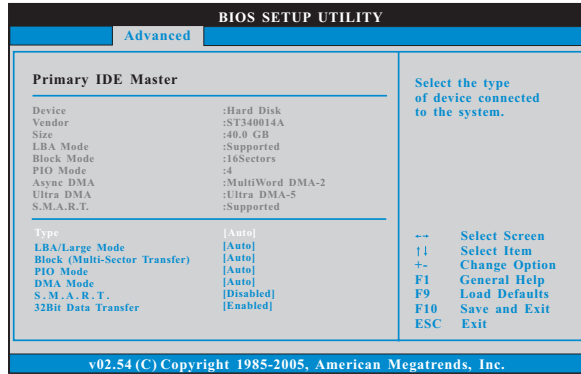 BIOS SETUP UTILITY
Advanced
Primary IDE Master
Device :Hard Disk
Vendor :ST340014A
Size :40.0 GB
LBA Mode :Supported
Block Mode :16Sectors
PIO Mode :4
Async DMA :MultiWord DMA-2
Ultra DMA :Ultra DMA-5
S.M.A.R.T. :Supported
Type [Auto]
LBA/Large Mode [Auto]
Block (Multi-Sector Transfer) [Auto]
PIO Mode [Auto]
DMA Mode [Auto]
S.M.A.R.T. [Disabled]
32Bit Data Transfer [Enabled]
Select the type
of device connected
to the system.
←→ Select Screen
↑↓ Select Item
+- Change Option
F1 General Help
F9 Load Defaults
F10 Save and Exit
ESC Exit
v02.54 (C) Copyright 1985-2005, American Megatrends, Inc.